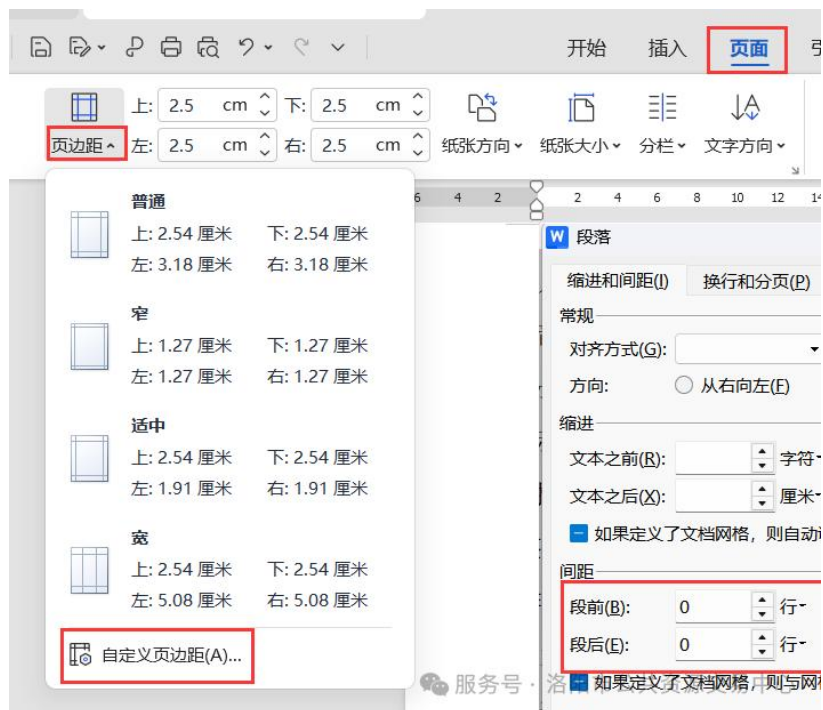 开始 插入 页面
页边距 上: 2.5 cm 下: 2.5 cm
左: 2.5 cm 右: 2.5 cm 纸张方向 纸张大小 分栏 文字方向
6 4 2 2 4 6 8 10 12
普通
上: 2.54 厘米 下: 2.54 厘米
左: 3.18 厘米 右: 3.18 厘米
窄
上: 1.27 厘米 下: 1.27 厘米
左: 1.27 厘米 右: 1.27 厘米
适中
上: 2.54 厘米 下: 2.54 厘米
左: 1.91 厘米 右: 1.91 厘米
宽
上: 2.54 厘米 下: 2.54 厘米
左: 5.08 厘米 右: 5.08 厘米
自定义页边距(A)...
W 段落
缩进和间距(I) 换行和分页(P)
常规
对齐方式(G):
方向: 从右向左(F)
缩进
文本之前(R): 字符
文本之后(X): 厘米
如果定义了文档网格，则自动
间距
段前(B): 0 行
段后(E): 0 行
如果定义了文档网格，则与网
服务号 · 洛